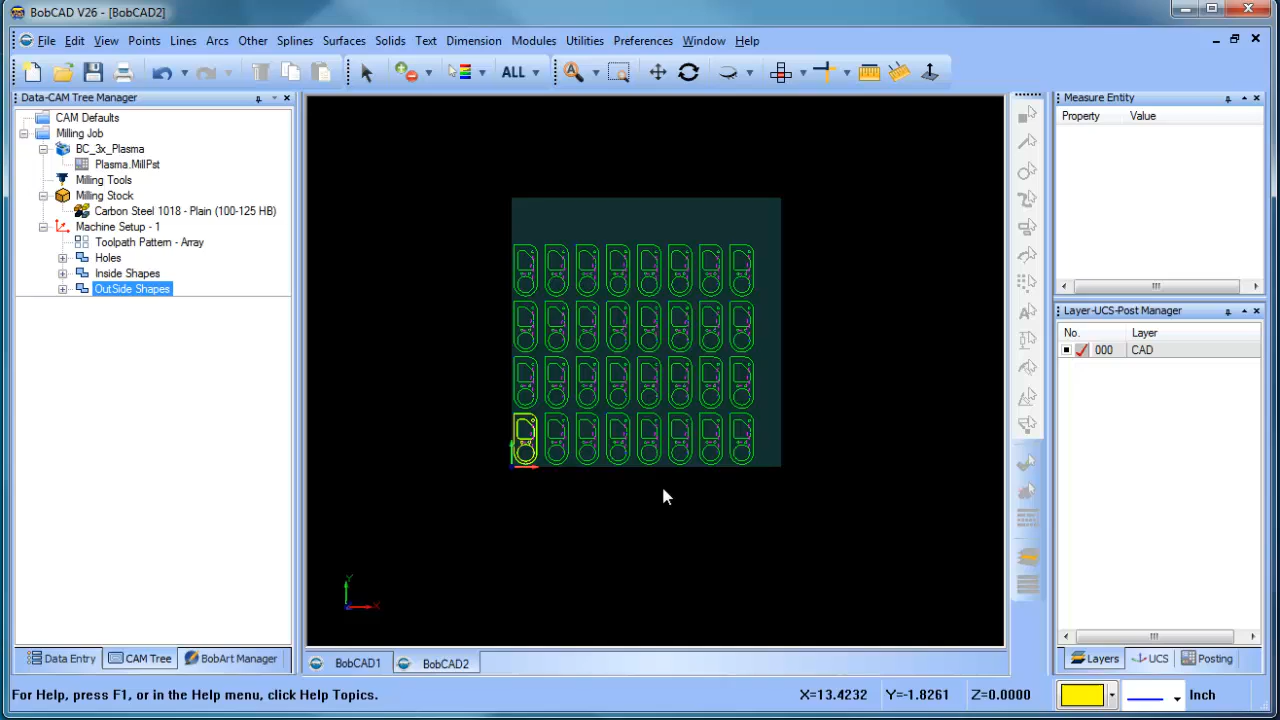 BobCAD V26 - [BobCAD2]
File Edit View Points Lines Arcs Other Splines Surfaces Solids Text Dimension Modules Utilities Preferences Window Help
ALL
Data-CAM Tree Manager
CAM Defaults
Milling Job
BC_3x_Plasma
Plasma.MillPst
Milling Tools
Milling Stock
Carbon Steel 1018 - Plain (100-125 HB)
Machine Setup - 1
Toolpath Pattern - Array
Holes
Inside Shapes
OutSide Shapes
Data Entry CAM Tree BobArt Manager
Y
X
BobCAD1 BobCAD2
Measure Entity
Property Value
Layer-UCS-Post Manager
No. Layer
000 CAD
Layers UCS Posting
For Help, press F1, or in the Help menu, click Help Topics. X=13.4232 Y=-1.8261 Z=0.0000 Inch